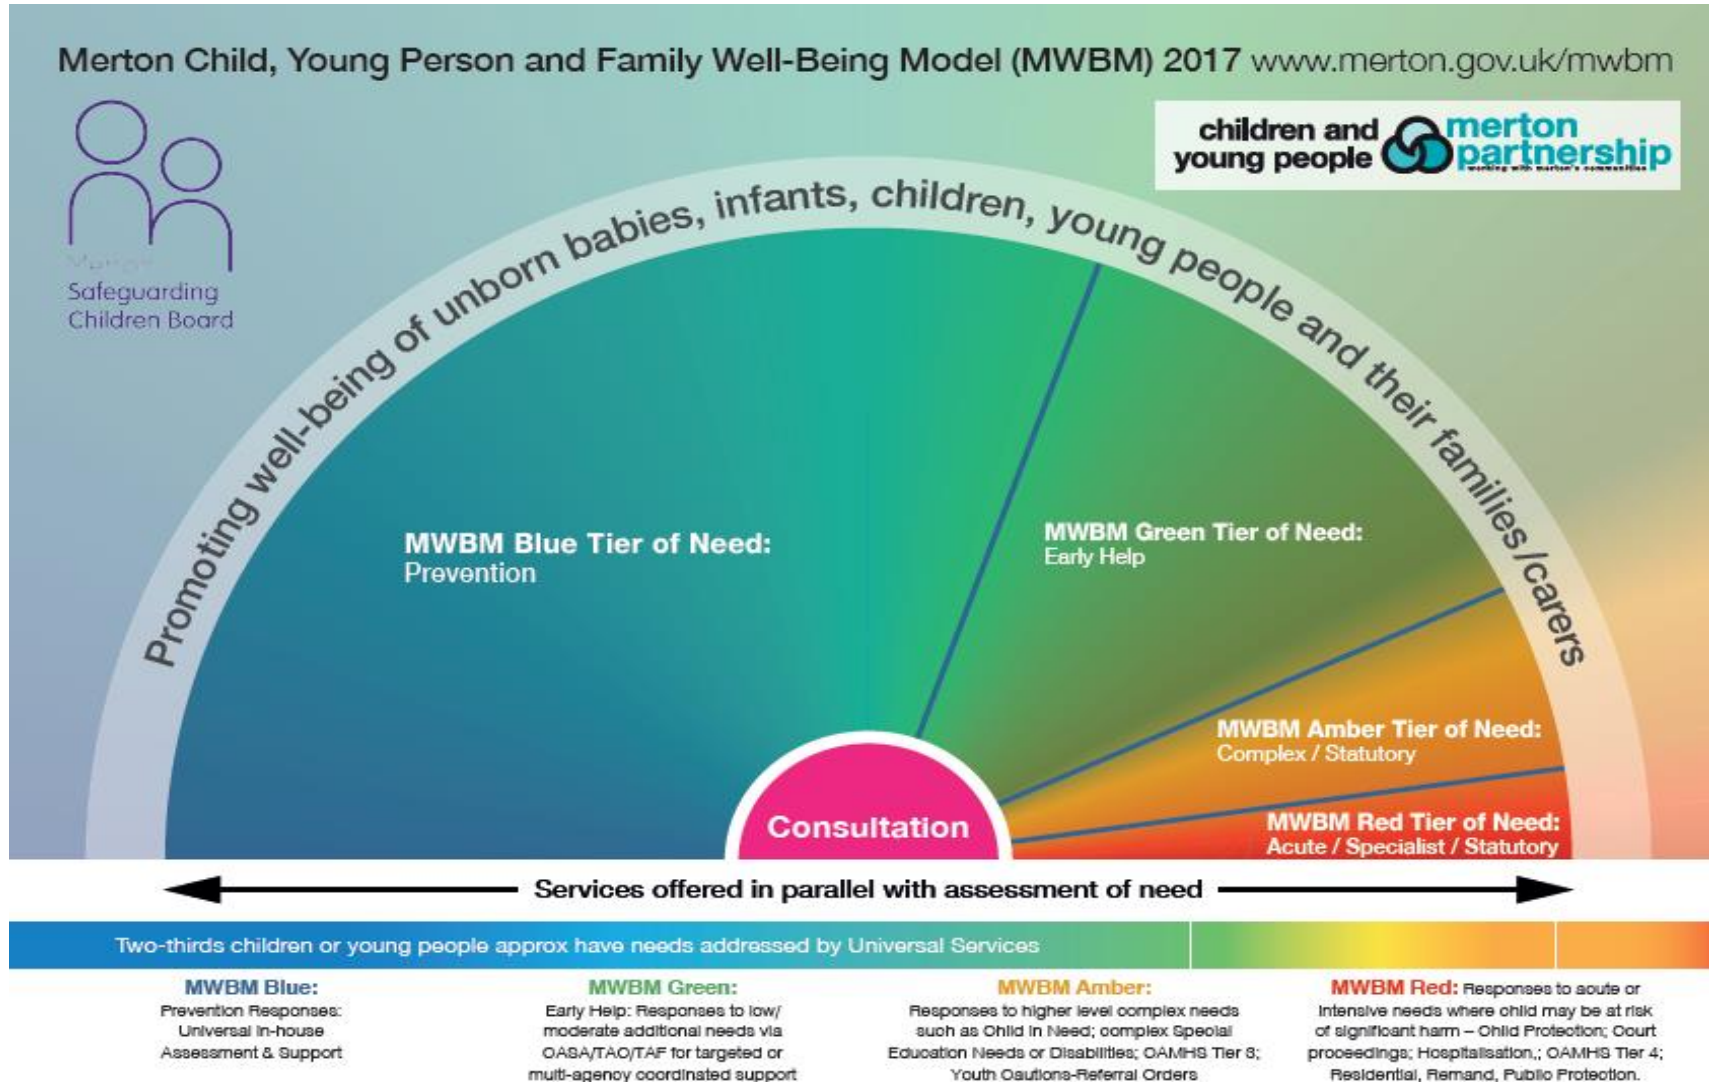 Merton Child, Young Person and Family Well-Being Model (MWBM) 2017 www.merton.gov.uk/mwbm
Merton
Safeguarding
Children Board
children and
young people
merton
partnership
working with merton's communities
Promoting well-being of unborn babies, infants, children, young people and their families/carers
MWBM Blue Tier of Need:
Prevention
MWBM Green Tier of Need:
Early Help
MWBM Amber Tier of Need:
Complex / Statutory
MWBM Red Tier of Need:
Acute / Specialist / Statutory
Consultation
Services offered in parallel with assessment of need
Two-thirds children or young people approx have needs addressed by Universal Services
MWBM Blue:
Prevention Responses:
Universal In-house
Assessment & Support
MWBM Green:
Early Help: Responses to low/
moderate additional needs via
CASA/TAC/TAF for targeted or
multi-agency coordinated support
MWBM Amber:
Responses to higher level complex needs
such as Child in Need; complex Special
Education Needs or Disabilities; CAMHS Tier 3;
Youth Cautions-Referral Orders
MWBM Red: Responses to acute or
intensive needs where child may be at risk
of significant harm – Child Protection; Court
proceedings; Hospitalisation,; CAMHS Tier 4;
Residential, Remand, Public Protection.